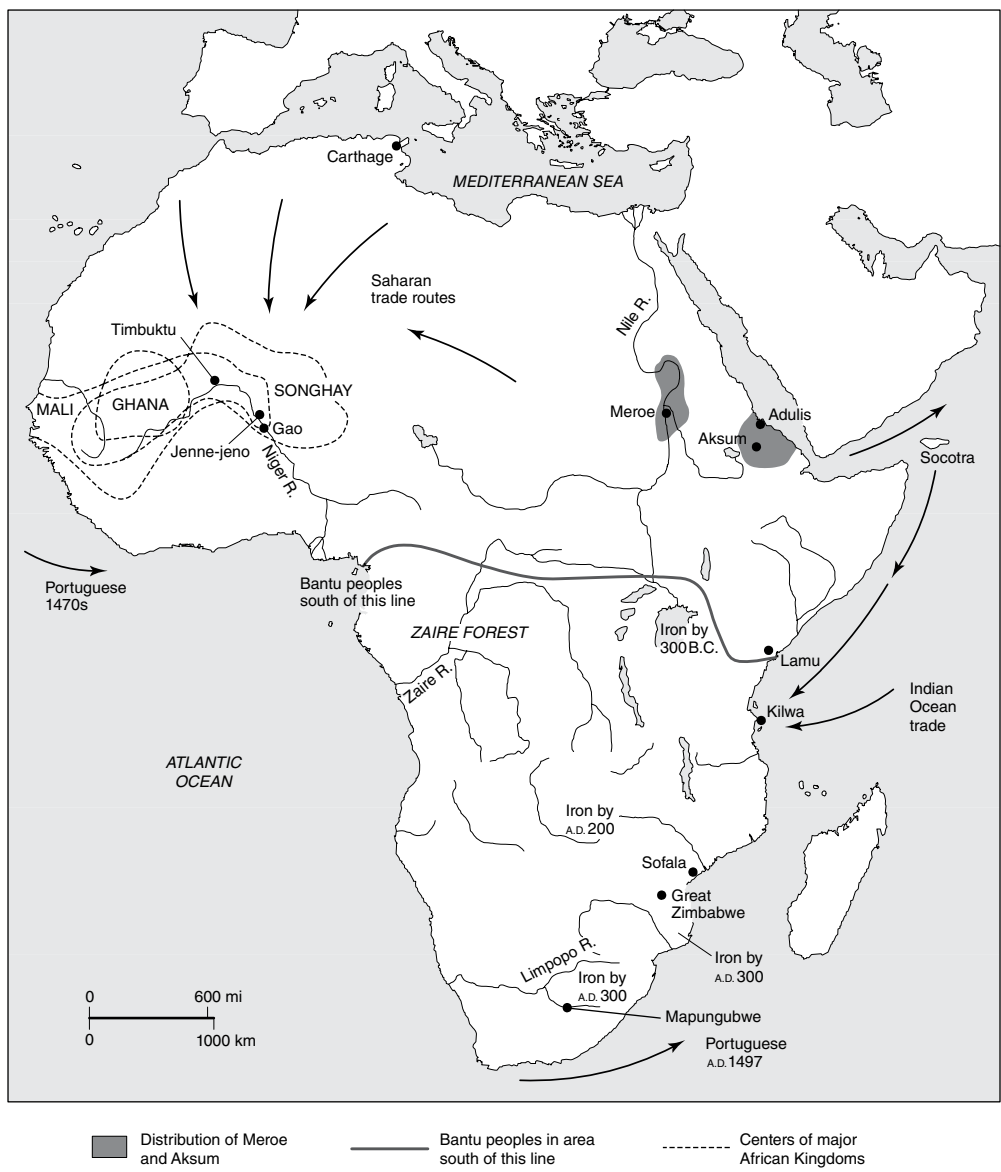 Carthage
MEDITERRANEAN SEA
Saharan
trade routes
Nile R.
Timbuktu
SONGHAY
MALI
GHANA
Meroe
Adulis
Gao
Aksum
Jenne-jeno
Socotra
Niger R.
Portuguese
1470s
Bantu peoples
south of this line
ZAIRE FOREST
Iron by
300 B.C.
Lamu
Zaire R.
Kilwa
Indian
Ocean
trade
ATLANTIC
OCEAN
Iron by
A.D. 200
Sofala
Great
Zimbabwe
Limpopo R.
Iron by
A.D. 300
Iron by
A.D. 300
0 600 mi
0 1000 km
Mapungubwe
Portuguese
A.D. 1497
Distribution of Meroe
and Aksum
Bantu peoples in area
south of this line
Centers of major
African Kingdoms